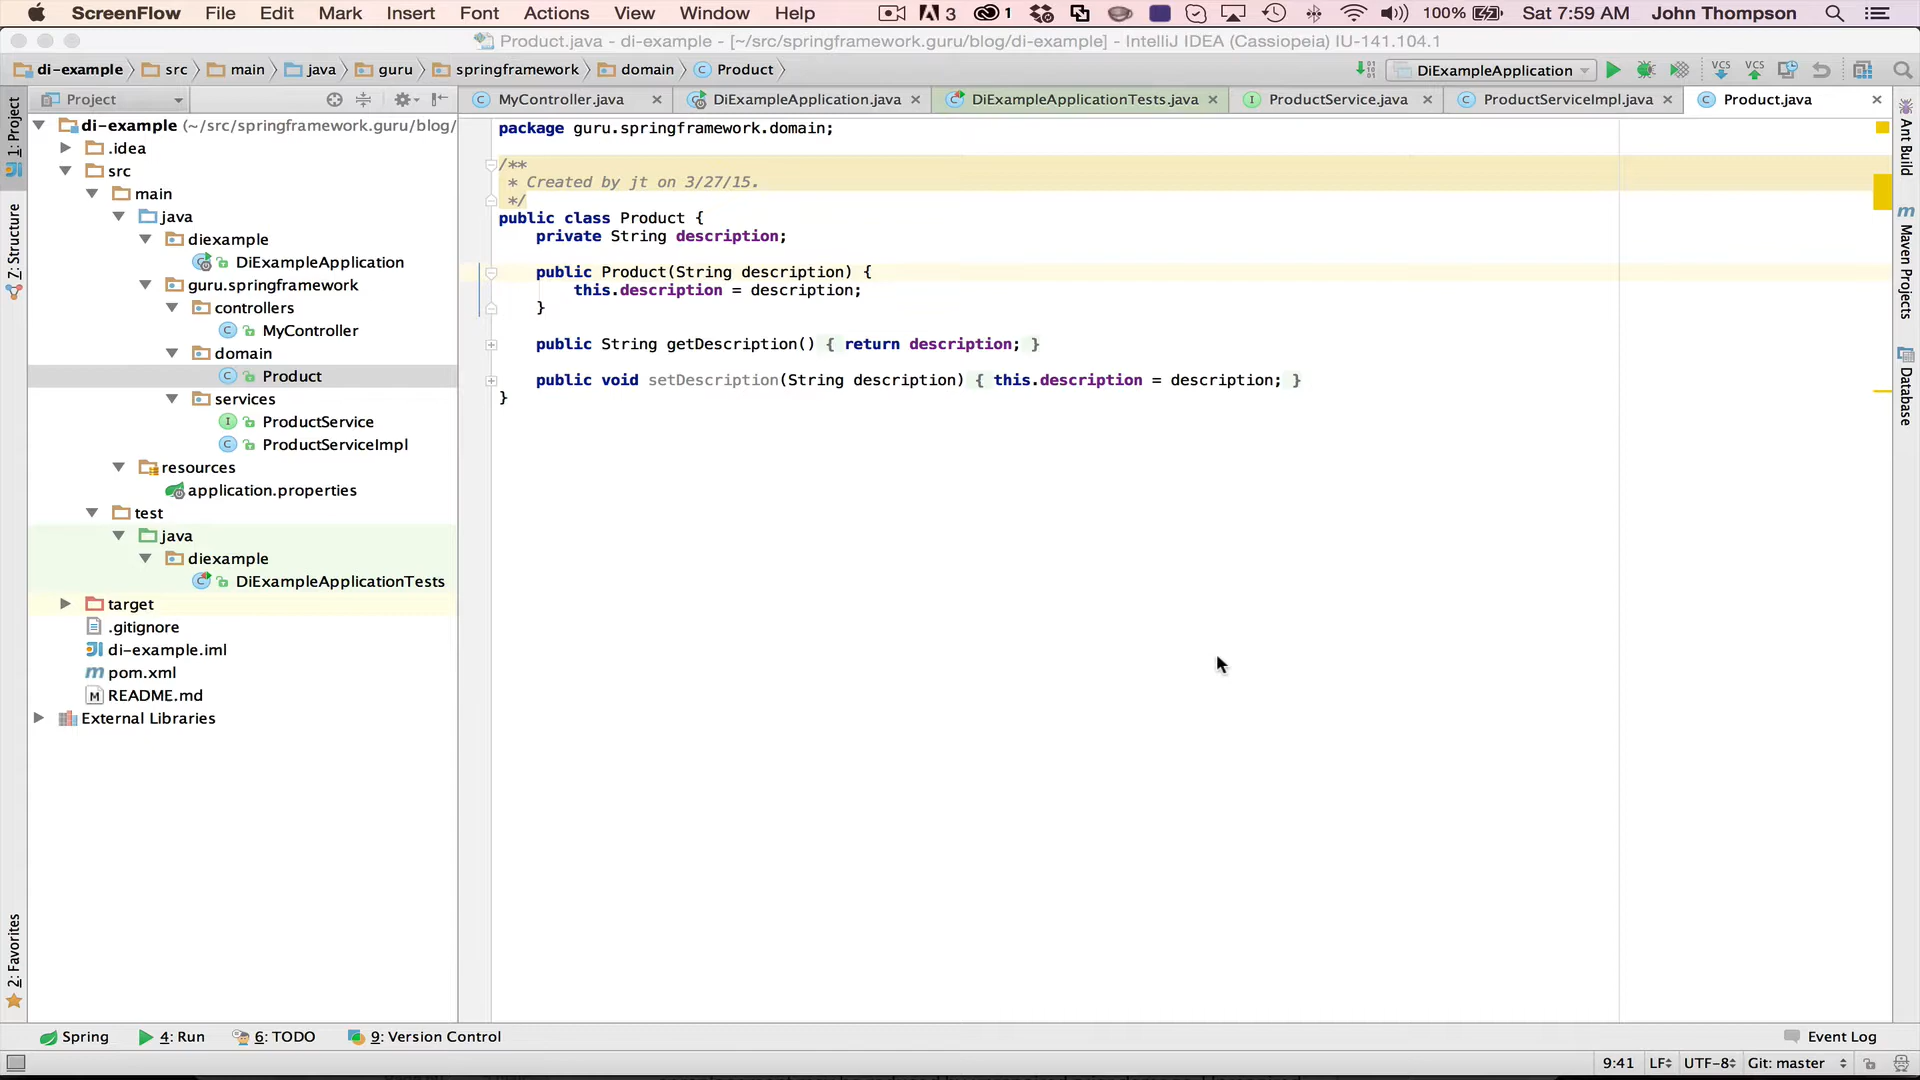 ScreenFlow File Edit Mark Insert Font Actions View Window Help 3 1 100% Sat 7:59 AM John Thompson
Product.java - di-example - [~/src/springframework.guru/blog/di-example] - IntelliJ IDEA (Cassiopeia) IU-141.104.1
di-example src main java guru springframework domain Product DiExampleApplication VCS VCS
Project MyController.java DiExampleApplication.java DiExampleApplicationTests.java ProductService.java ProductServiceImpl.java Product.java
1: Project
Z: Structure
2: Favorites
di-example (~/src/springframework.guru/blog/
.idea
src
main
java
diexample
DiExampleApplication
guru.springframework
controllers
MyController
domain
Product
services
ProductService
ProductServiceImpl
resources
application.properties
test
java
diexample
DiExampleApplicationTests
target
.gitignore
di-example.iml
pom.xml
README.md
External Libraries
package guru.springframework.domain;
/**
* Created by jt on 3/27/15.
*/
public class Product {
private String description;
public Product(String description) {
this.description = description;
}
public String getDescription() { return description; }
public void setDescription(String description) { this.description = description; }
}
Ant Build
Maven Projects
Database
Spring 4: Run 6: TODO 9: Version Control Event Log
9:41 LF UTF-8 Git: master